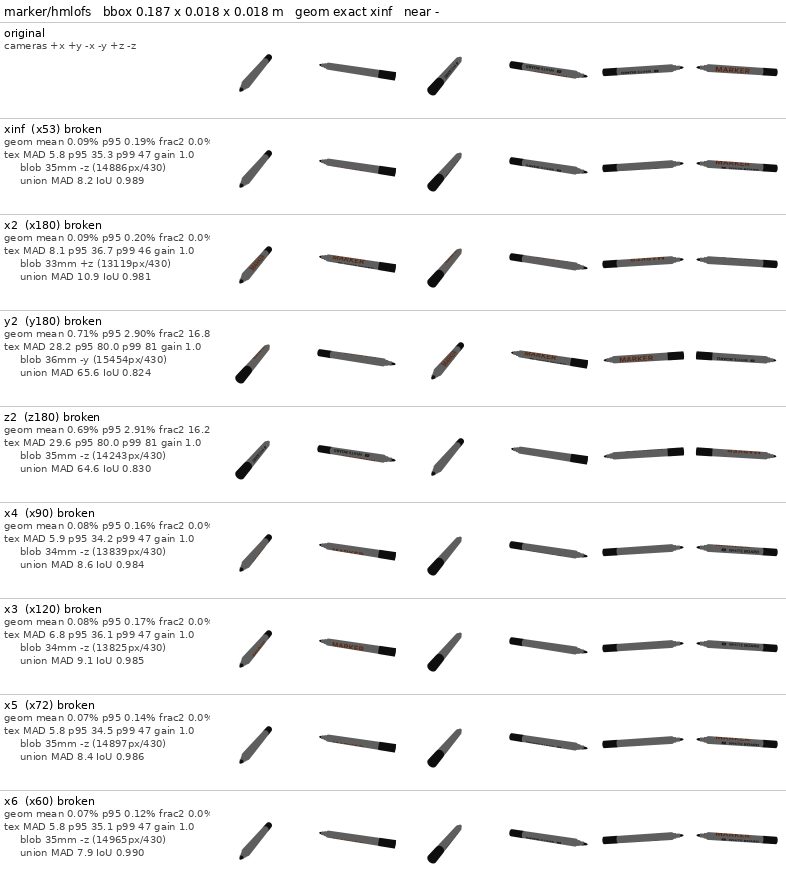 marker/hmlofs bbox 0.187 x 0.018 x 0.018 m geom exact xinf near -
original
cameras +x +y -x -y +z -z
MARKER
xinf (x53) broken
geom mean 0.09% p95 0.19% frac2 0.0%
tex MAD 5.8 p95 35.3 p99 47 gain 1.0
blob 35mm -z (14886px/430)
union MAD 8.2 IoU 0.989
MARKER
x2 (x180) broken
geom mean 0.09% p95 0.20% frac2 0.0%
tex MAD 8.1 p95 36.7 p99 46 gain 1.0
blob 33mm +z (13119px/430)
union MAD 10.9 IoU 0.981
MARKER
y2 (y180) broken
geom mean 0.71% p95 2.90% frac2 16.8
tex MAD 28.2 p95 80.0 p99 81 gain 1.0
blob 36mm -y (15454px/430)
union MAD 65.6 IoU 0.824
MARKER MARKER
z2 (z180) broken
geom mean 0.69% p95 2.91% frac2 16.2
tex MAD 29.6 p95 80.0 p99 81 gain 1.0
blob 35mm -z (14243px/430)
union MAD 64.6 IoU 0.830
x4 (x90) broken
geom mean 0.08% p95 0.16% frac2 0.0%
tex MAD 5.9 p95 34.2 p99 47 gain 1.0
blob 34mm -z (13839px/430)
union MAD 8.6 IoU 0.984
WHITEBOARD
x3 (x120) broken
geom mean 0.08% p95 0.17% frac2 0.0%
tex MAD 6.8 p95 36.1 p99 47 gain 1.0
blob 34mm -z (13825px/430)
union MAD 9.1 IoU 0.985
MARKER WHITEBOARD
x5 (x72) broken
geom mean 0.07% p95 0.14% frac2 0.0%
tex MAD 5.8 p95 34.5 p99 47 gain 1.0
blob 35mm -z (14897px/430)
union MAD 8.4 IoU 0.986
x6 (x60) broken
geom mean 0.07% p95 0.12% frac2 0.0%
tex MAD 5.8 p95 35.1 p99 47 gain 1.0
blob 35mm -z (14965px/430)
union MAD 7.9 IoU 0.990
MARKER